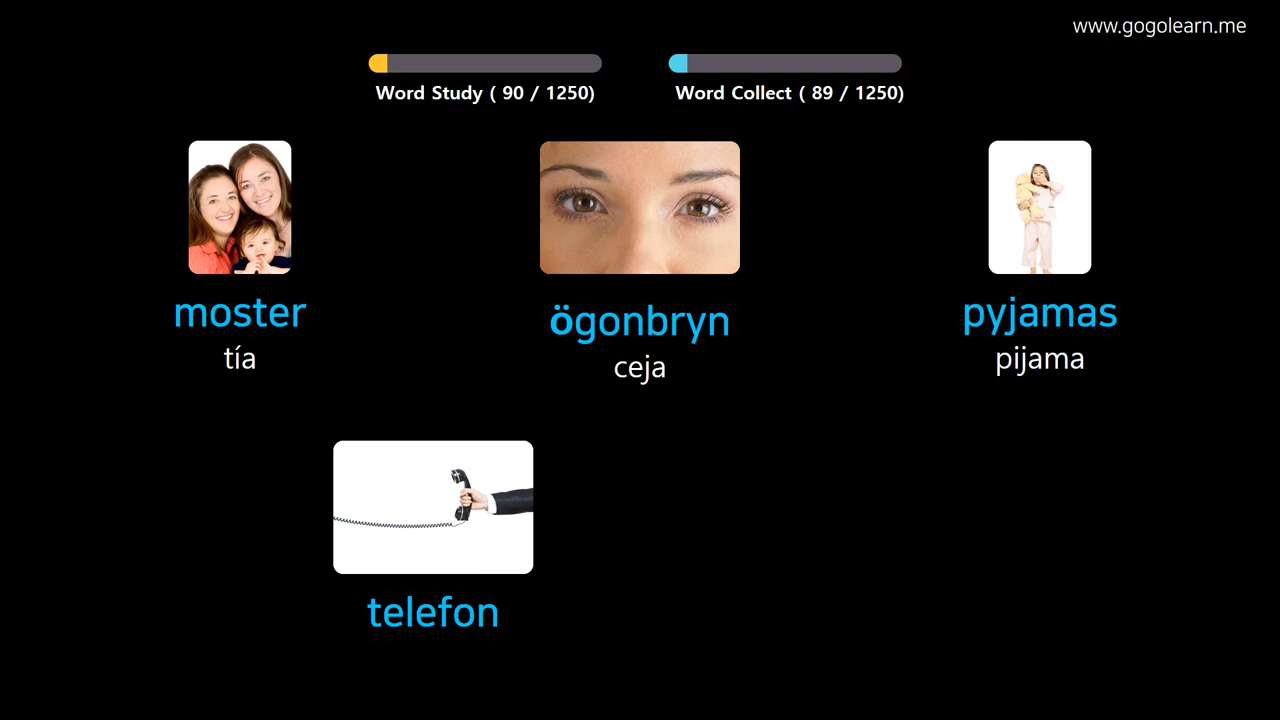 www.gogolearn.me
Word Study ( 90 / 1250)
Word Collect ( 89 / 1250)
moster
tía
ögonbryn
ceja
pyjamas
pijama
telefon